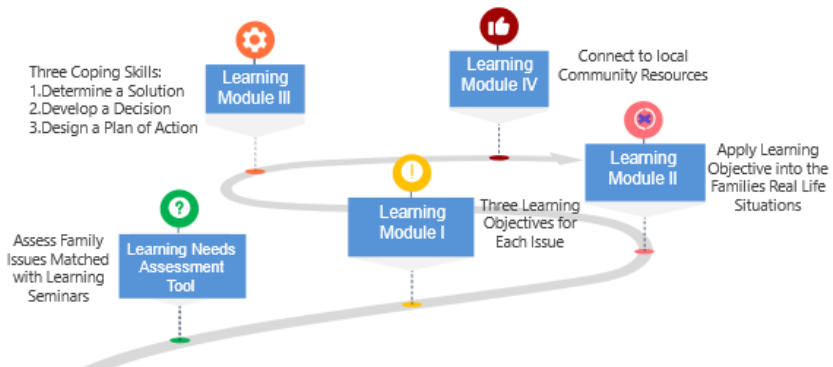 Three Coping Skills:
1.Determine a Solution
2.Develop a Decision
3.Design a Plan of Action
Learning
Module III
Learning
Module IV
Connect to local
Community Resources
Learning
Module II
Apply Learning
Objective into the
Families Real Life
Situations
Assess Family
Issues Matched
with Learning
Seminars
Learning Needs
Assessment
Tool
Learning
Module I
Three Learning
Objectives for
Each Issue